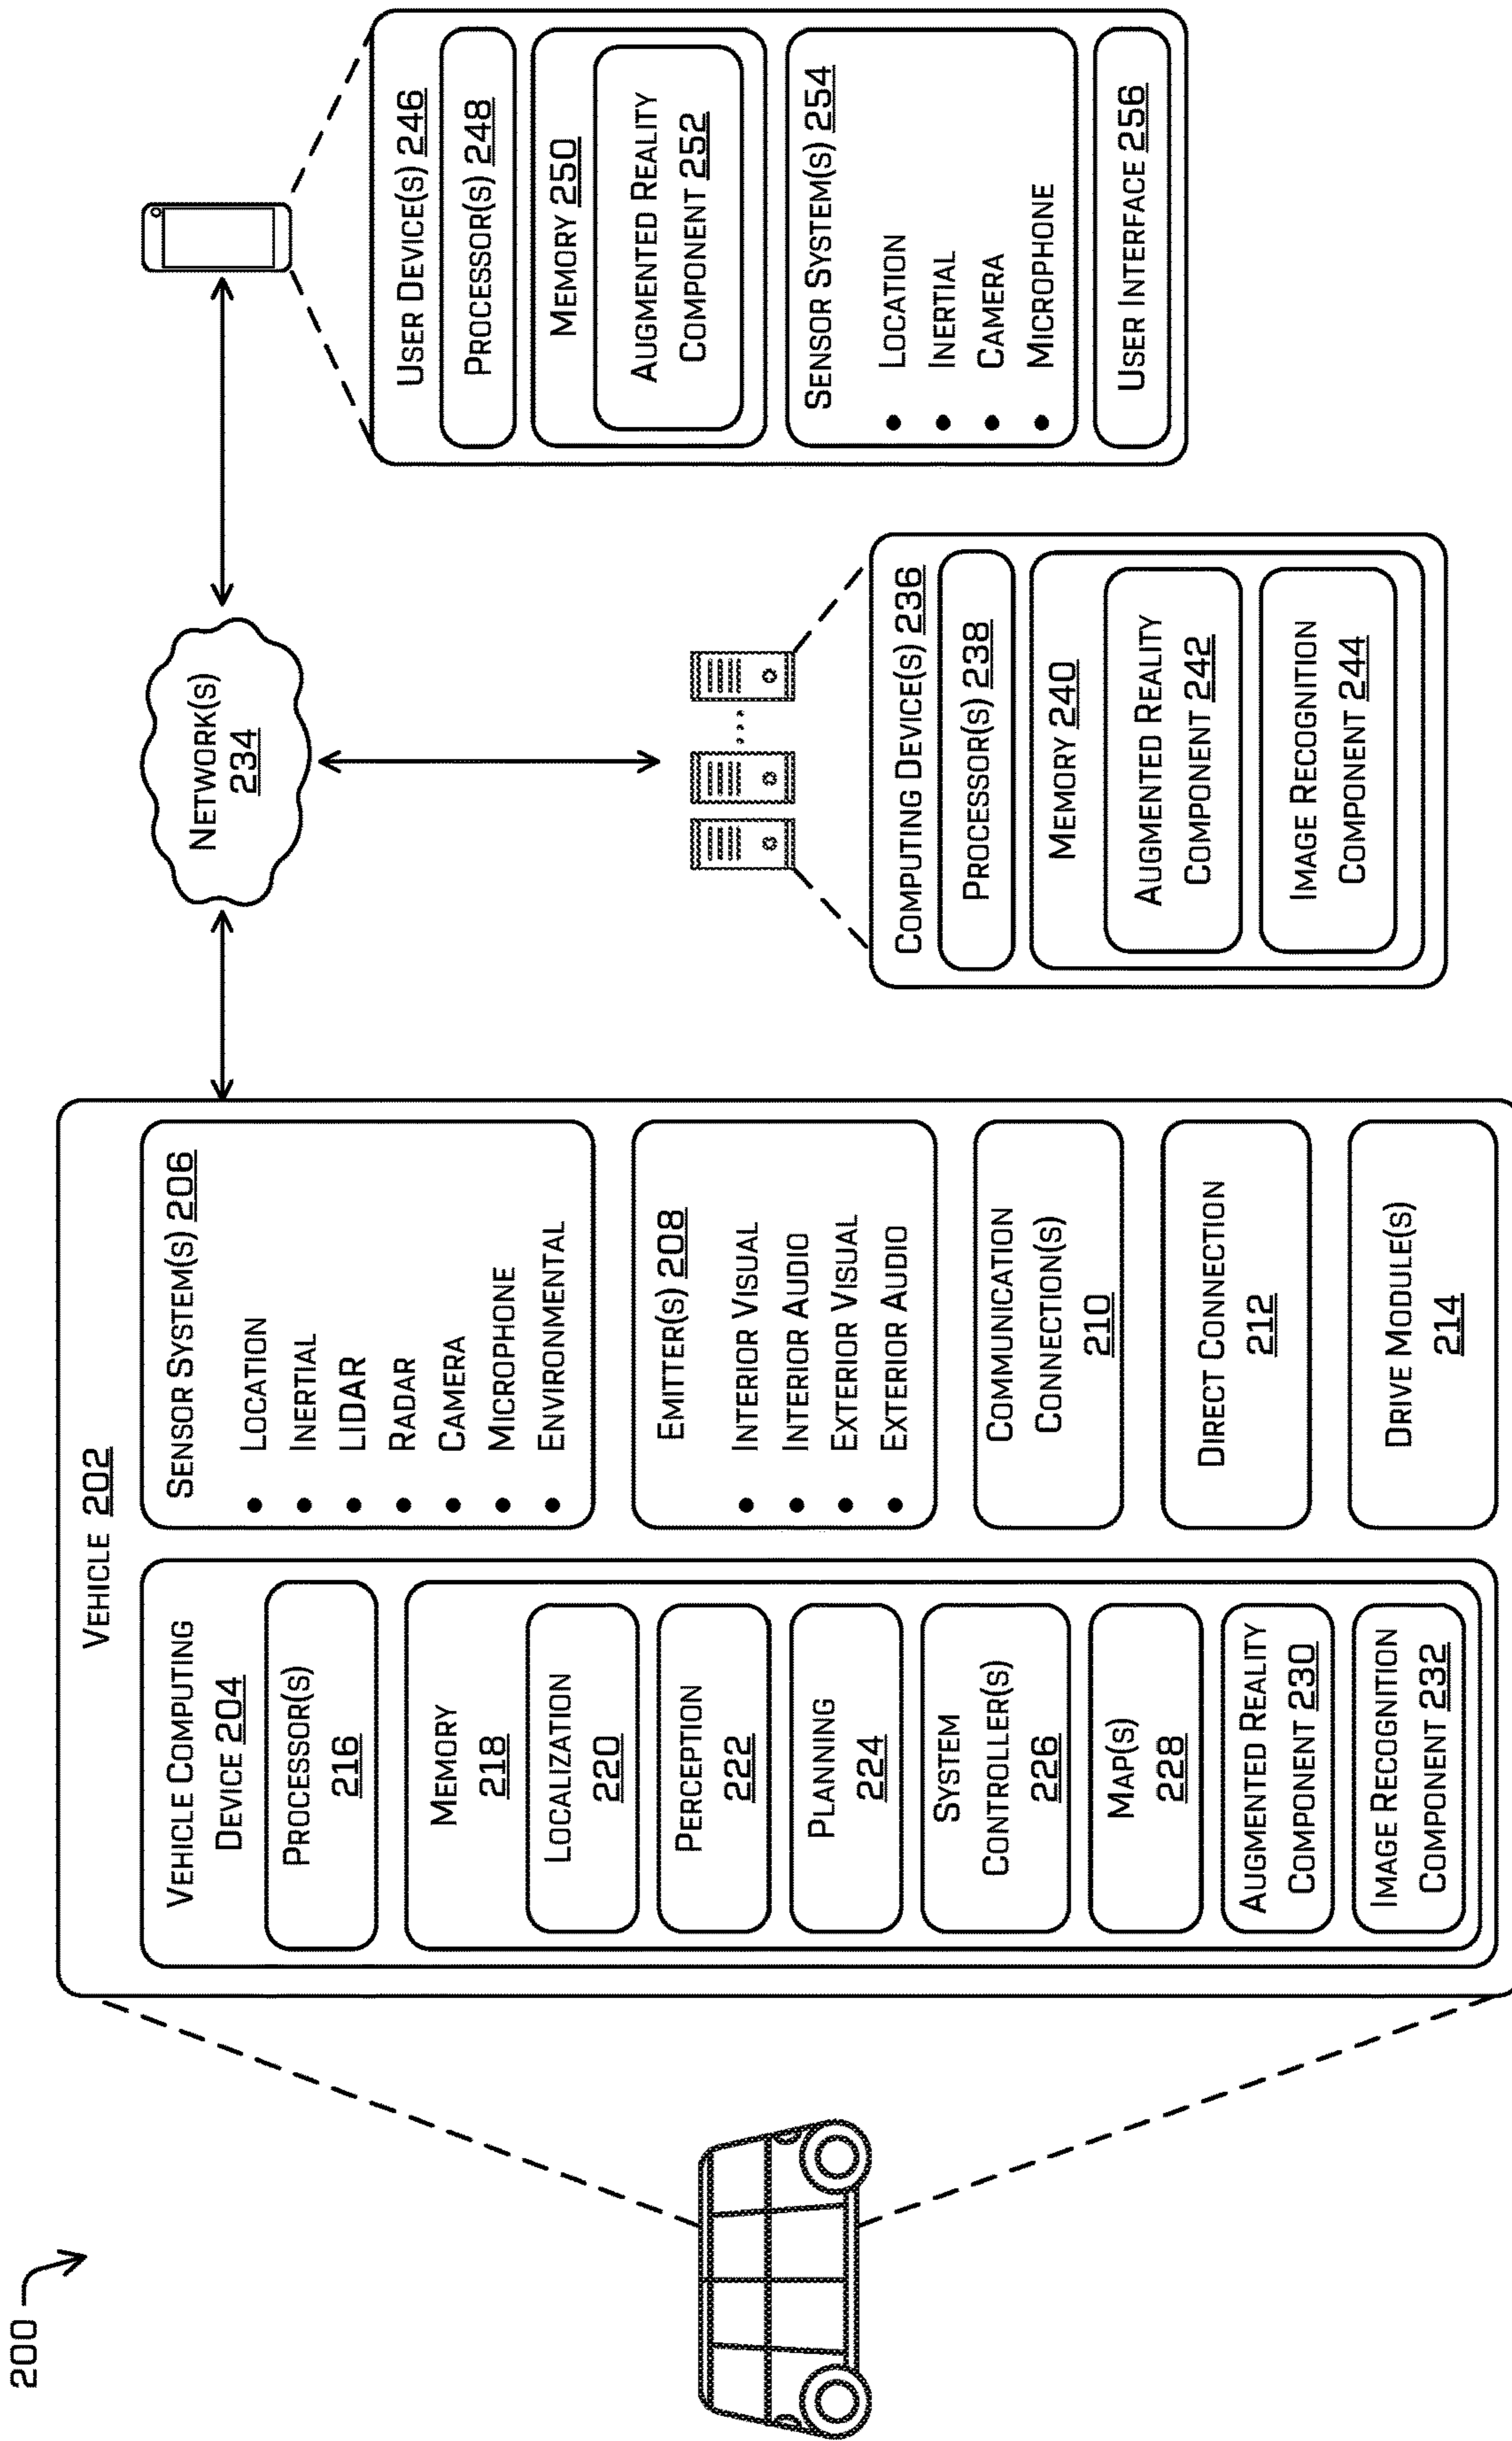 200
VEHICLE 202
VEHICLE COMPUTING
DEVICE 204
PROCESSOR(S)
216
MEMORY
218
LOCALIZATION
220
PERCEPTION
222
PLANNING
224
SYSTEM
CONTROLLER(S)
226
MAP(S)
228
AUGMENTED REALITY
COMPONENT 230
IMAGE RECOGNITION
COMPONENT 232
SENSOR SYSTEM(S) 206
• LOCATION
• INERTIAL
• LIDAR
• RADAR
• CAMERA
• MICROPHONE
• ENVIRONMENTAL
EMITTER(S) 208
• INTERIOR VISUAL
• INTERIOR AUDIO
• EXTERIOR VISUAL
• EXTERIOR AUDIO
COMMUNICATION
CONNECTION(S)
210
DIRECT CONNECTION
212
DRIVE MODULE(S)
214
NETWORK(S)
234
COMPUTING DEVICE(S) 236
PROCESSOR(S) 238
MEMORY 240
AUGMENTED REALITY
COMPONENT 242
IMAGE RECOGNITION
COMPONENT 244
USER DEVICE(S) 246
PROCESSOR(S) 248
MEMORY 250
AUGMENTED REALITY
COMPONENT 252
SENSOR SYSTEM(S) 254
• LOCATION
• INERTIAL
• CAMERA
• MICROPHONE
USER INTERFACE 256